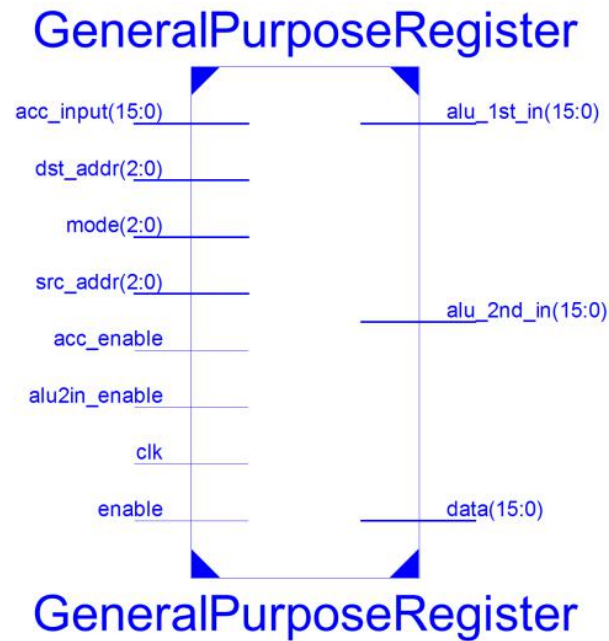 GeneralPurposeRegister
acc_input(15:0)
dst_addr(2:0)
mode(2:0)
src_addr(2:0)
acc_enable
alu2in_enable
clk
enable
alu_1st_in(15:0)
alu_2nd_in(15:0)
data(15:0)
GeneralPurposeRegister